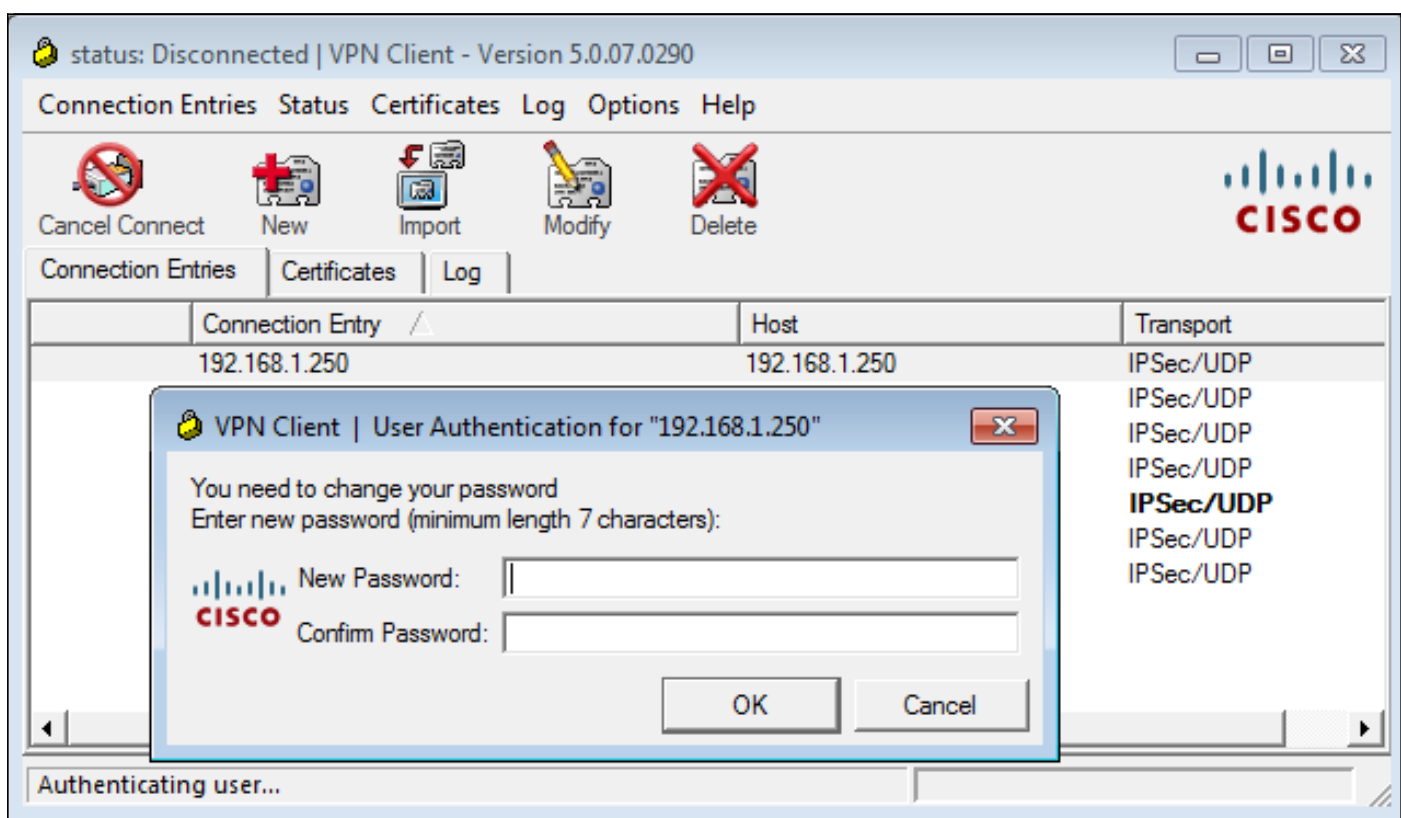 status: Disconnected | VPN Client - Version 5.0.07.0290
Connection Entries Status Certificates Log Options Help
Cancel Connect New Import Modify Delete
CISCO
Connection Entries Certificates Log
Connection Entry Host Transport
192.168.1.250 192.168.1.250 IPSec/UDP
IPSec/UDP
IPSec/UDP
IPSec/UDP
IPSec/UDP
IPSec/UDP
IPSec/UDP
VPN Client | User Authentication for "192.168.1.250"
You need to change your password
Enter new password (minimum length 7 characters):
CISCO
New Password:
Confirm Password:
OK Cancel
Authenticating user...